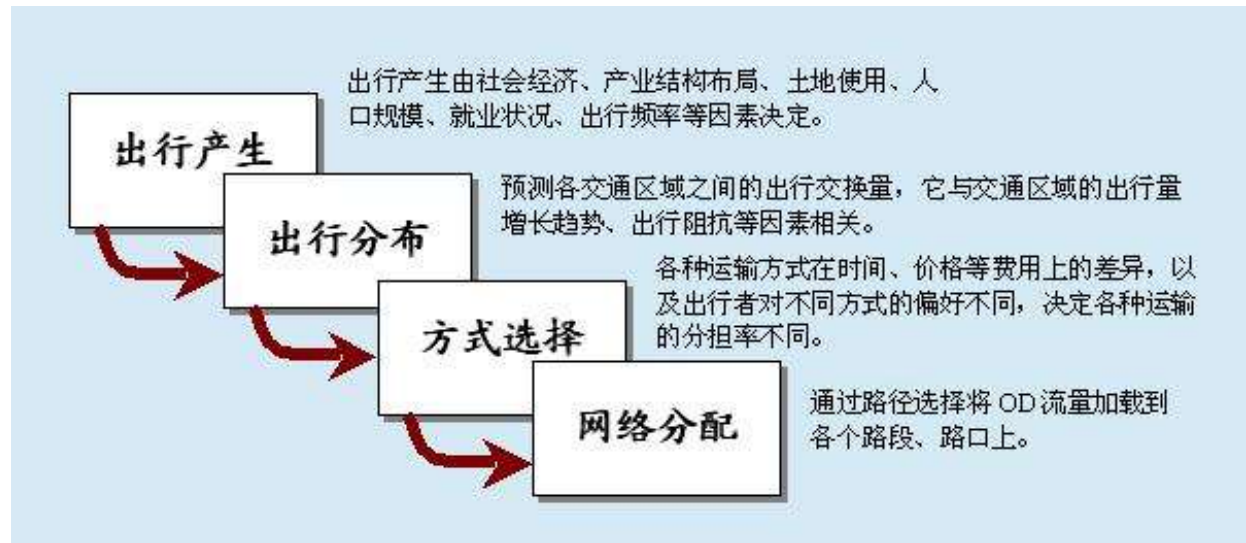 出行产生由社会经济、产业结构布局、土地使用、人
口规模、就业状况、出行频率等因素决定。
出行产生
预测各交通区域之间的出行交换量，它与交通区域的出行量
增长趋势、出行阻抗等因素相关。
出行分布
各种运输方式在时间、价格等费用上的差异，以
及出行者对不同方式的偏好不同，决定各种运输
的分担率不同。
方式选择
通过路径选择将 OD 流量加载到
各个路段、路口上。
网络分配